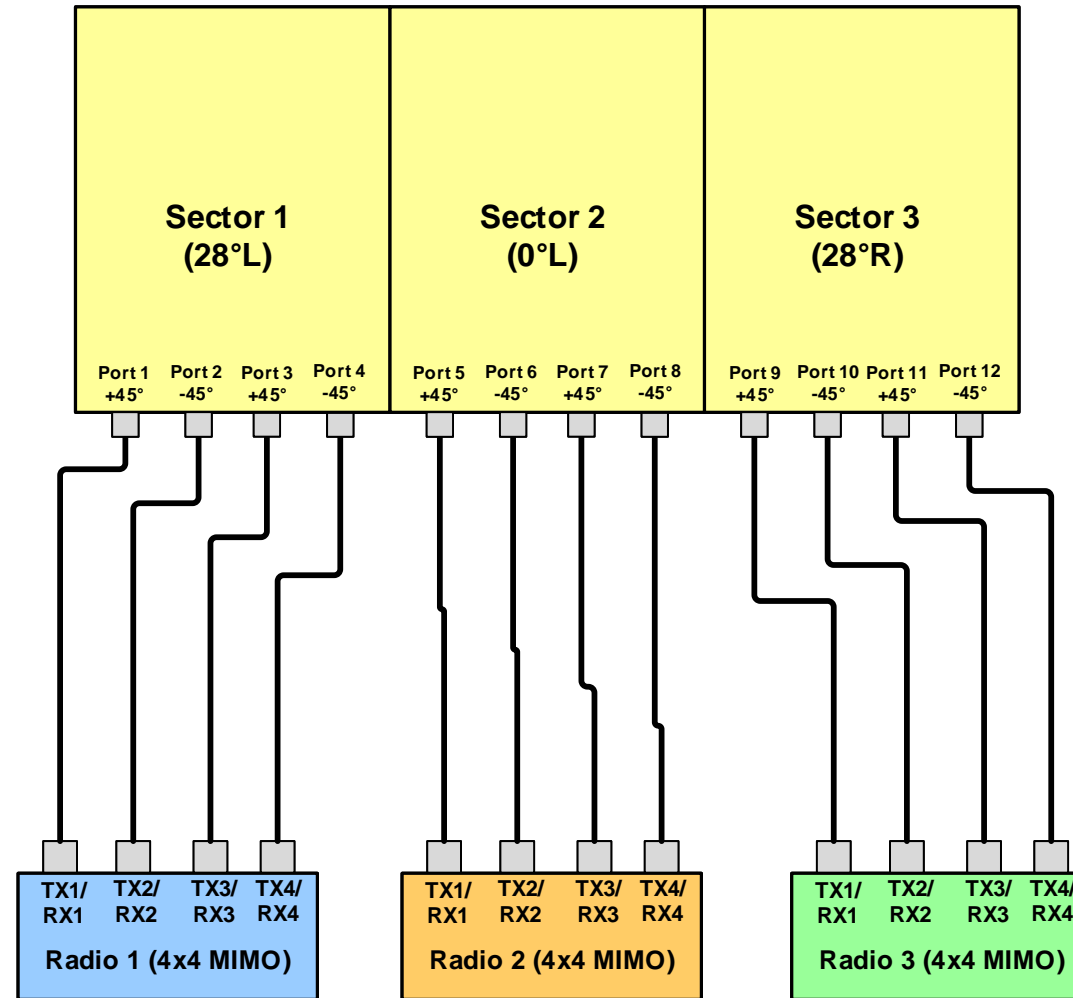 Sector 1
(28°L)
Sector 2
(0°L)
Sector 3
(28°R)
Port 1
+45°
Port 2
-45°
Port 3
+45°
Port 4
-45°
Port 5
+45°
Port 6
-45°
Port 7
+45°
Port 8
-45°
Port 9
+45°
Port 10
-45°
Port 11
+45°
Port 12
-45°
TX1/
RX1
TX2/
RX2
TX3/
RX3
TX4/
RX4
Radio 1 (4x4 MIMO)
TX1/
RX1
TX2/
RX2
TX3/
RX3
TX4/
RX4
Radio 2 (4x4 MIMO)
TX1/
RX1
TX2/
RX2
TX3/
RX3
TX4/
RX4
Radio 3 (4x4 MIMO)